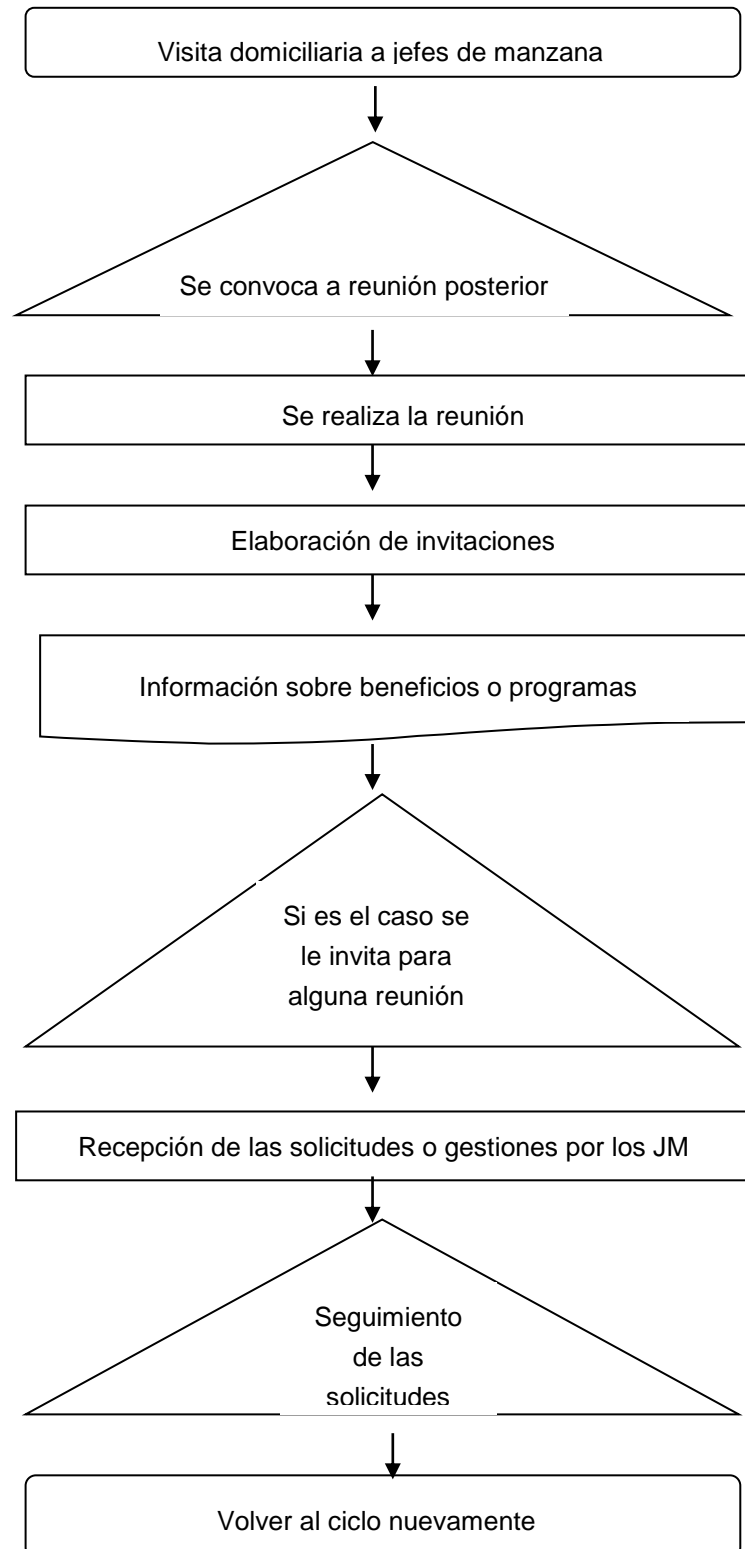 Visita domiciliaria a jefes de manzana
Se convoca a reunión posterior
Se realiza la reunión
Elaboración de invitaciones
Información sobre beneficios o programas
Si es el caso se
le invita para
alguna reunión
Recepción de las solicitudes o gestiones por los JM
Seguimiento
de las
solicitudes
Volver al ciclo nuevamente